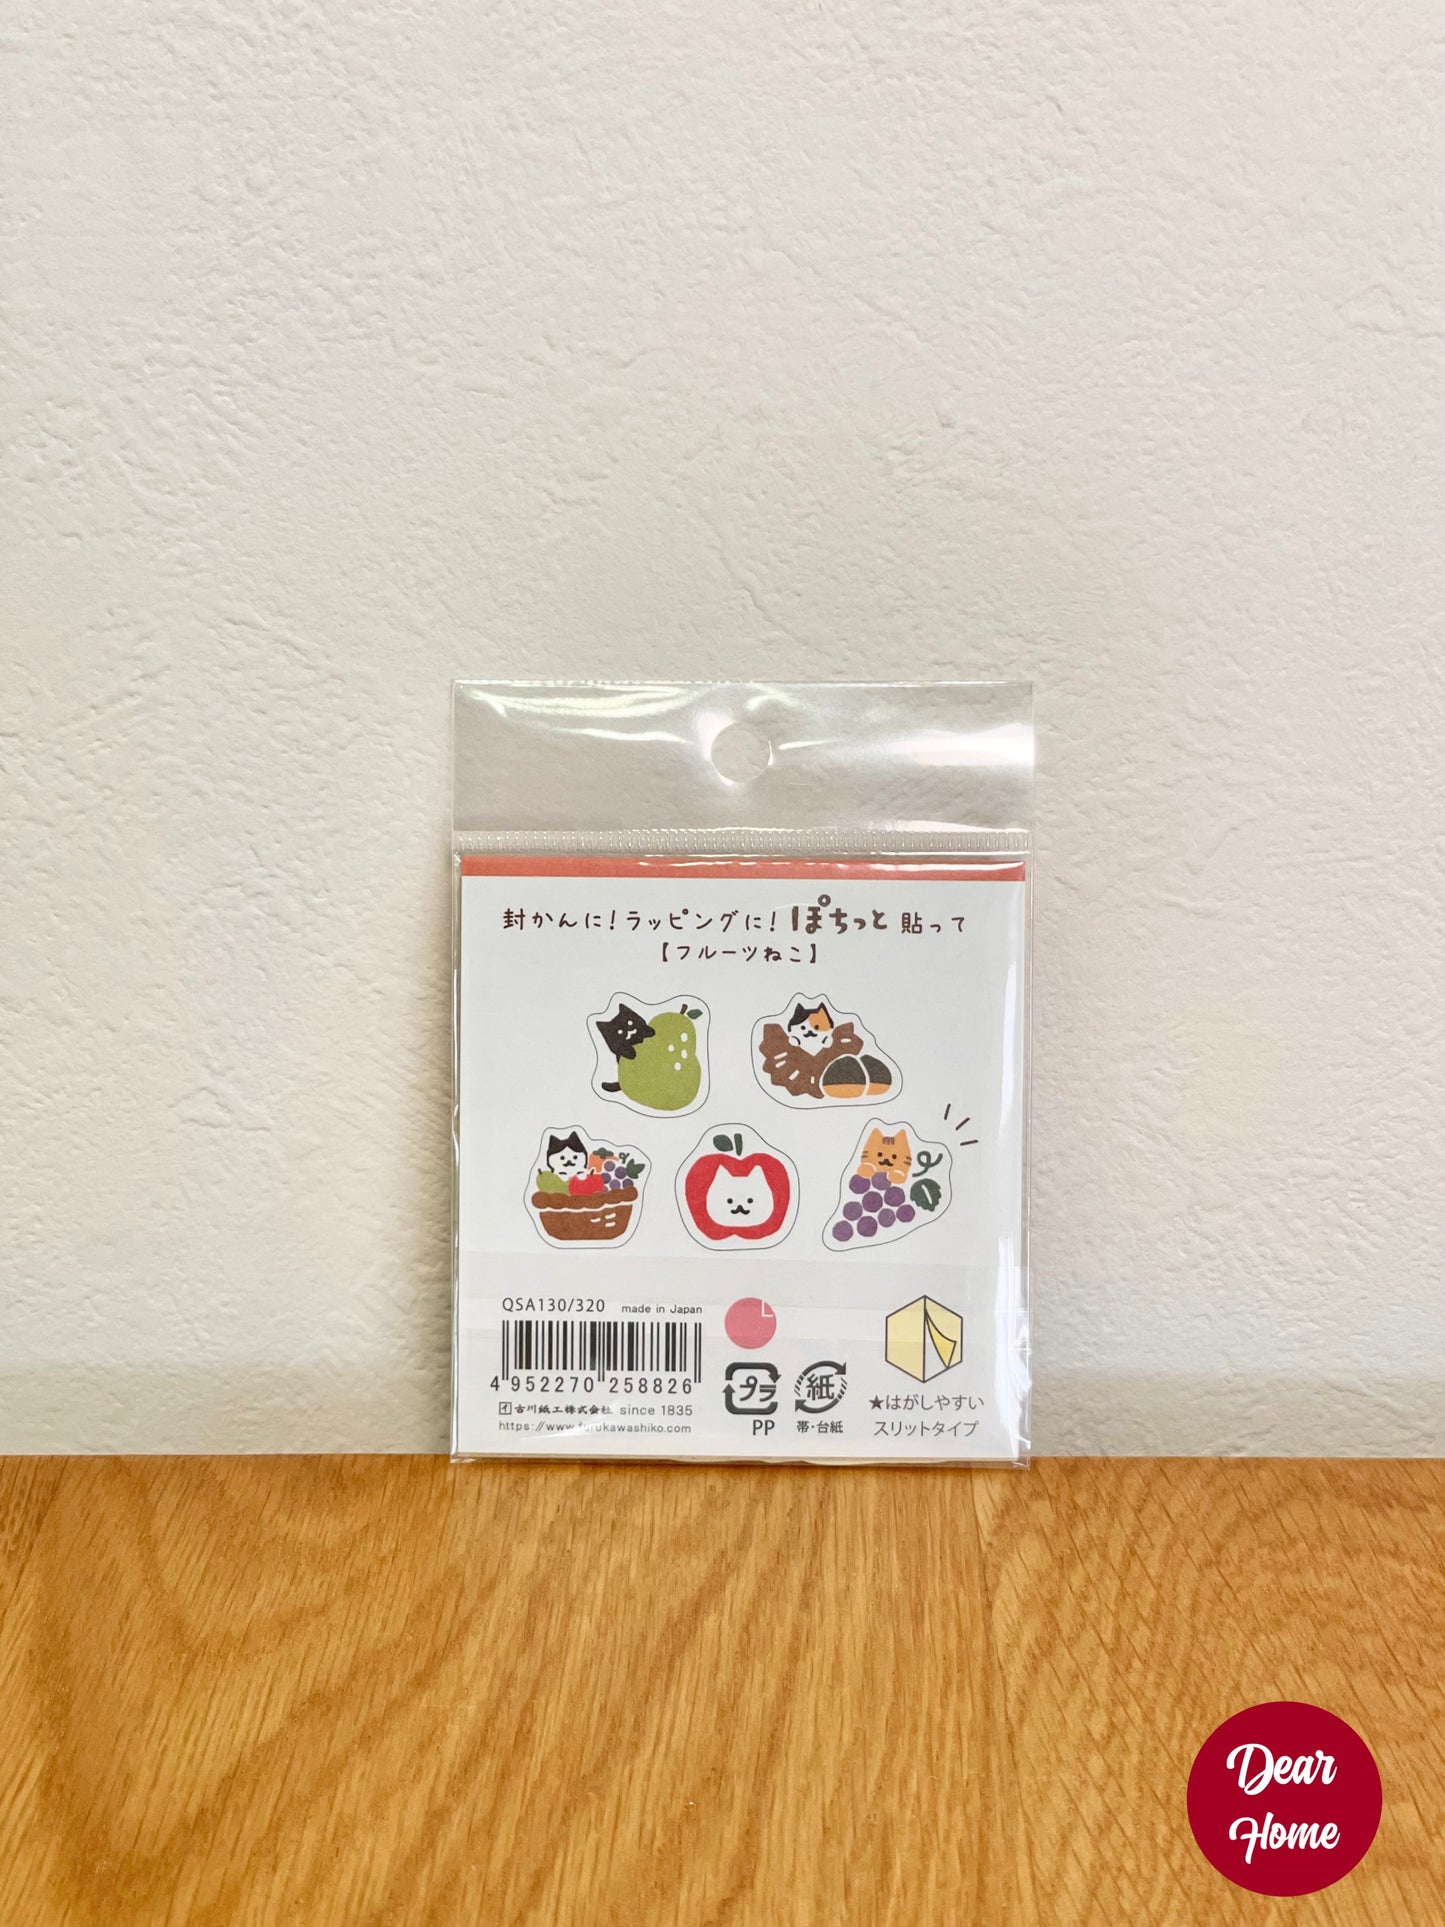 封かんに！ラッピングに！ぽちっと 貼って
【フルーツねこ】
QSA130/320 made in Japan
4 952270 258826
古川紙工株式会社 since 1835
https://www.furukawashiko.com
プラ
PP
紙
帯・台紙
★はがしやすい
スリットタイプ
Dear
Home